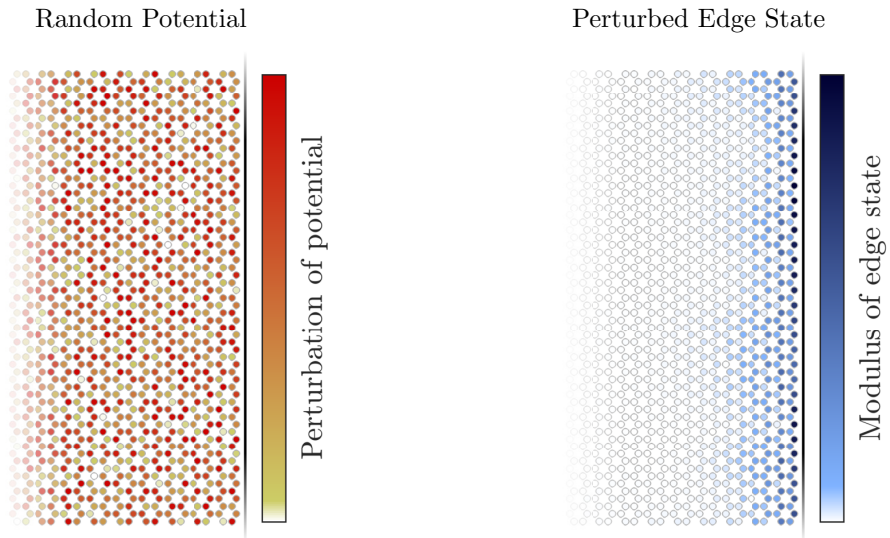 Random Potential
Perturbation of potential
Perturbed Edge State
Modulus of edge state